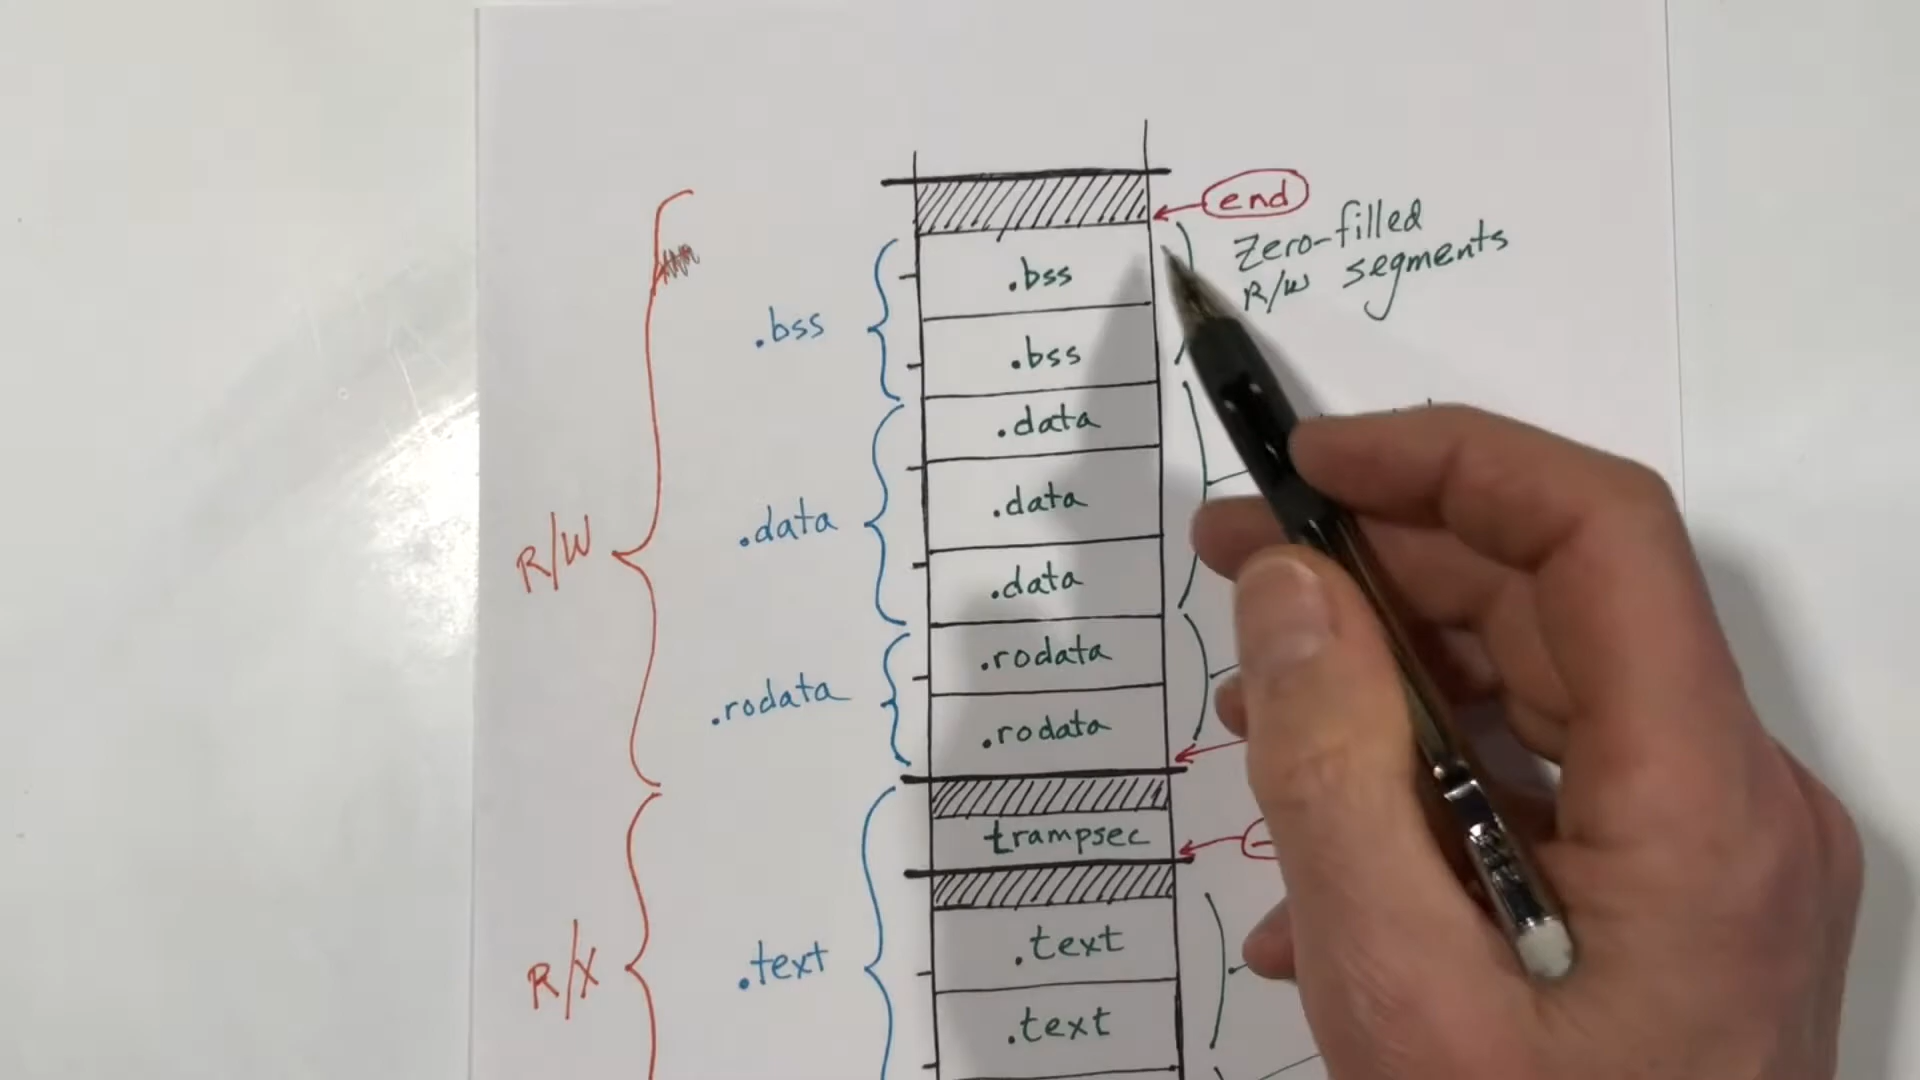 end
Zero-filled
R/W segments
.bss
.bss
.bss
.data
.data
R/W
.data
.data
.rodata
.rodata
.rodata
trampsec
.text
.text
R/X
.text